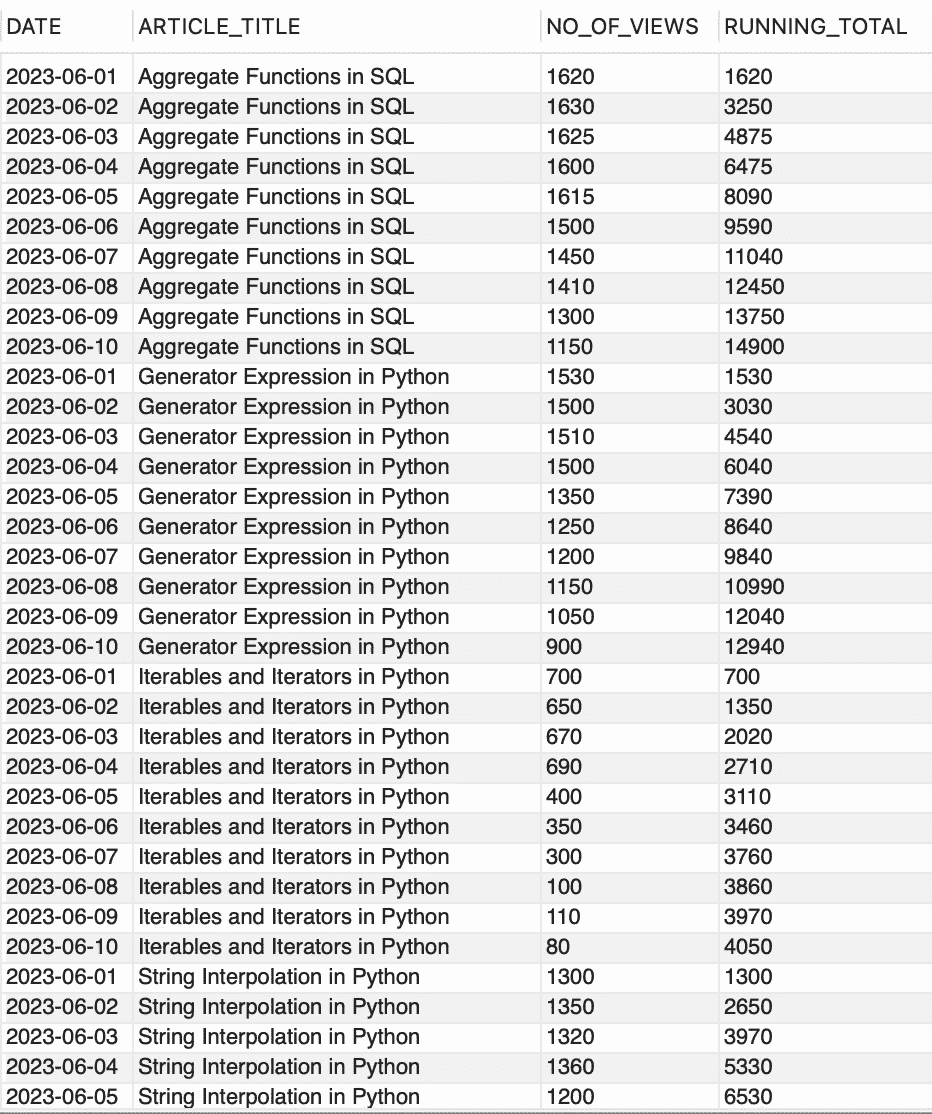 DATE ARTICLE_TITLE NO_OF_VIEWS RUNNING_TOTAL
2023-06-01 Aggregate Functions in SQL 1620 1620
2023-06-02 Aggregate Functions in SQL 1630 3250
2023-06-03 Aggregate Functions in SQL 1625 4875
2023-06-04 Aggregate Functions in SQL 1600 6475
2023-06-05 Aggregate Functions in SQL 1615 8090
2023-06-06 Aggregate Functions in SQL 1500 9590
2023-06-07 Aggregate Functions in SQL 1450 11040
2023-06-08 Aggregate Functions in SQL 1410 12450
2023-06-09 Aggregate Functions in SQL 1300 13750
2023-06-10 Aggregate Functions in SQL 1150 14900
2023-06-01 Generator Expression in Python 1530 1530
2023-06-02 Generator Expression in Python 1500 3030
2023-06-03 Generator Expression in Python 1510 4540
2023-06-04 Generator Expression in Python 1500 6040
2023-06-05 Generator Expression in Python 1350 7390
2023-06-06 Generator Expression in Python 1250 8640
2023-06-07 Generator Expression in Python 1200 9840
2023-06-08 Generator Expression in Python 1150 10990
2023-06-09 Generator Expression in Python 1050 12040
2023-06-10 Generator Expression in Python 900 12940
2023-06-01 Iterables and Iterators in Python 700 700
2023-06-02 Iterables and Iterators in Python 650 1350
2023-06-03 Iterables and Iterators in Python 670 2020
2023-06-04 Iterables and Iterators in Python 690 2710
2023-06-05 Iterables and Iterators in Python 400 3110
2023-06-06 Iterables and Iterators in Python 350 3460
2023-06-07 Iterables and Iterators in Python 300 3760
2023-06-08 Iterables and Iterators in Python 100 3860
2023-06-09 Iterables and Iterators in Python 110 3970
2023-06-10 Iterables and Iterators in Python 80 4050
2023-06-01 String Interpolation in Python 1300 1300
2023-06-02 String Interpolation in Python 1350 2650
2023-06-03 String Interpolation in Python 1320 3970
2023-06-04 String Interpolation in Python 1360 5330
2023-06-05 String Interpolation in Python 1200 6530